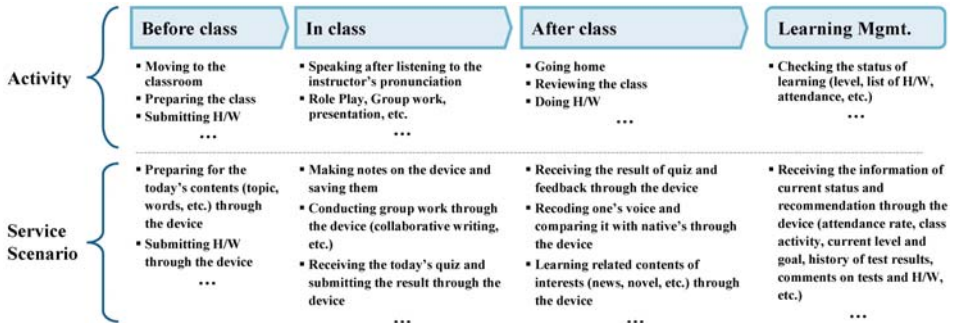 Before class
In class
After class
Learning Mgmt.
Activity
▪ Moving to the
classroom
▪ Preparing the class
▪ Submitting H/W
…
▪ Speaking after listening to the
instructor's pronunciation
▪ Role Play, Group work,
presentation, etc.
…
▪ Going home
▪ Reviewing the class
▪ Doing H/W
…
▪ Checking the status of
learning (level, list of H/W,
attendance, etc.)
…
Service
Scenario
▪ Preparing for the
today's contents (topic,
words, etc.) through
the device
▪ Submitting H/W
through the device
…
▪ Making notes on the device and
saving them
▪ Conducting group work through
the device (collaborative writing,
etc.)
▪ Receiving the today's quiz and
submitting the result through the
device
…
▪ Receiving the result of quiz and
feedback through the device
▪ Recoding one's voice and
comparing it with native's through
the device
▪ Learning related contents of
interests (news, novel, etc.) through
the device
…
▪ Receiving the information of
current status and
recommendation through the
device (attendance rate, class
activity, current level and
goal, history of test results,
comments on tests and H/W,
etc.)
…